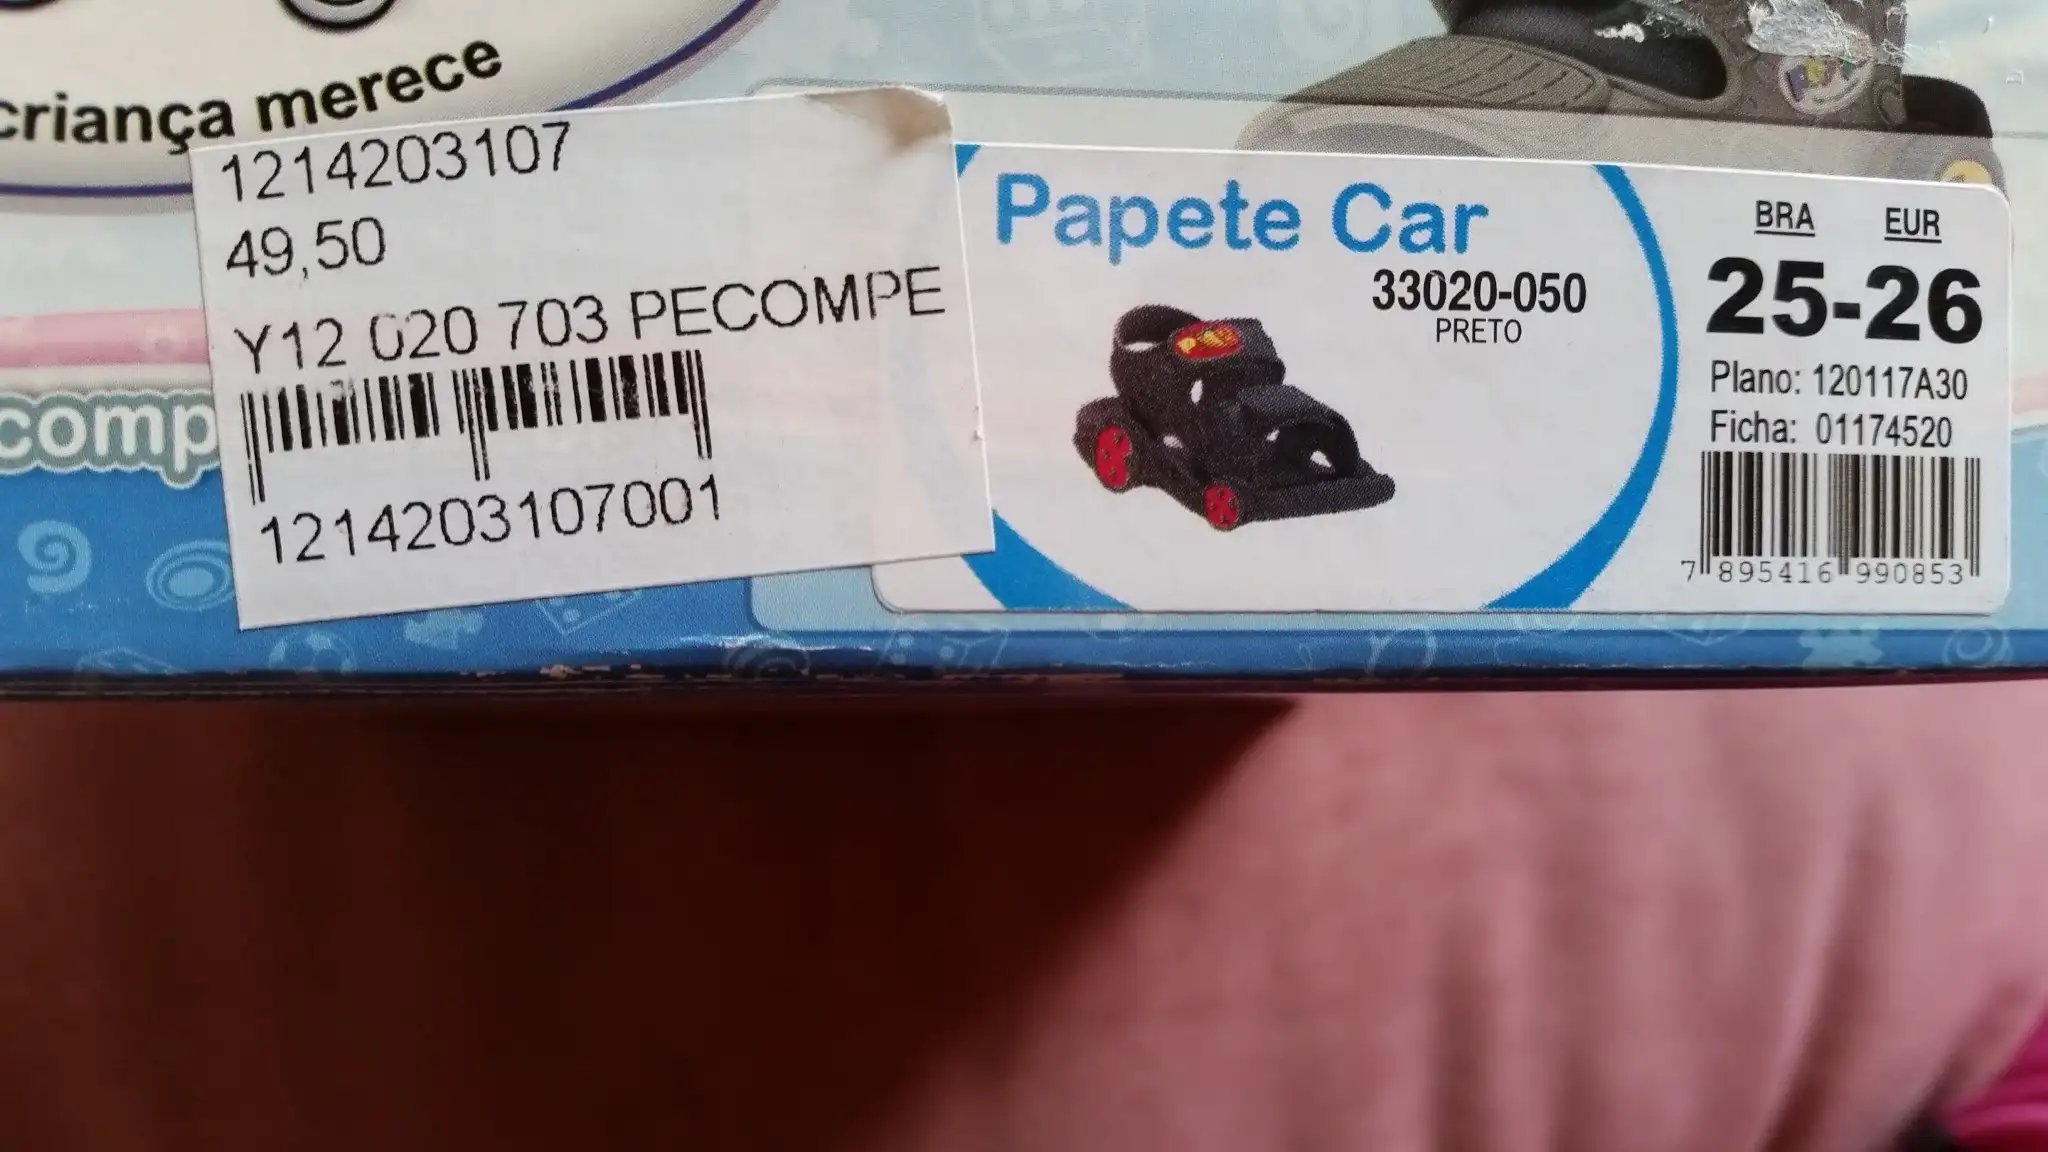 criança merece
1214203107
49,50
Y12 020 703 PECOMPE
1214203107001
comp
Papete Car
33020-050
PRETO
BRA EUR
25-26
Plano: 120117A30
Ficha: 01174520
7 895416 990853